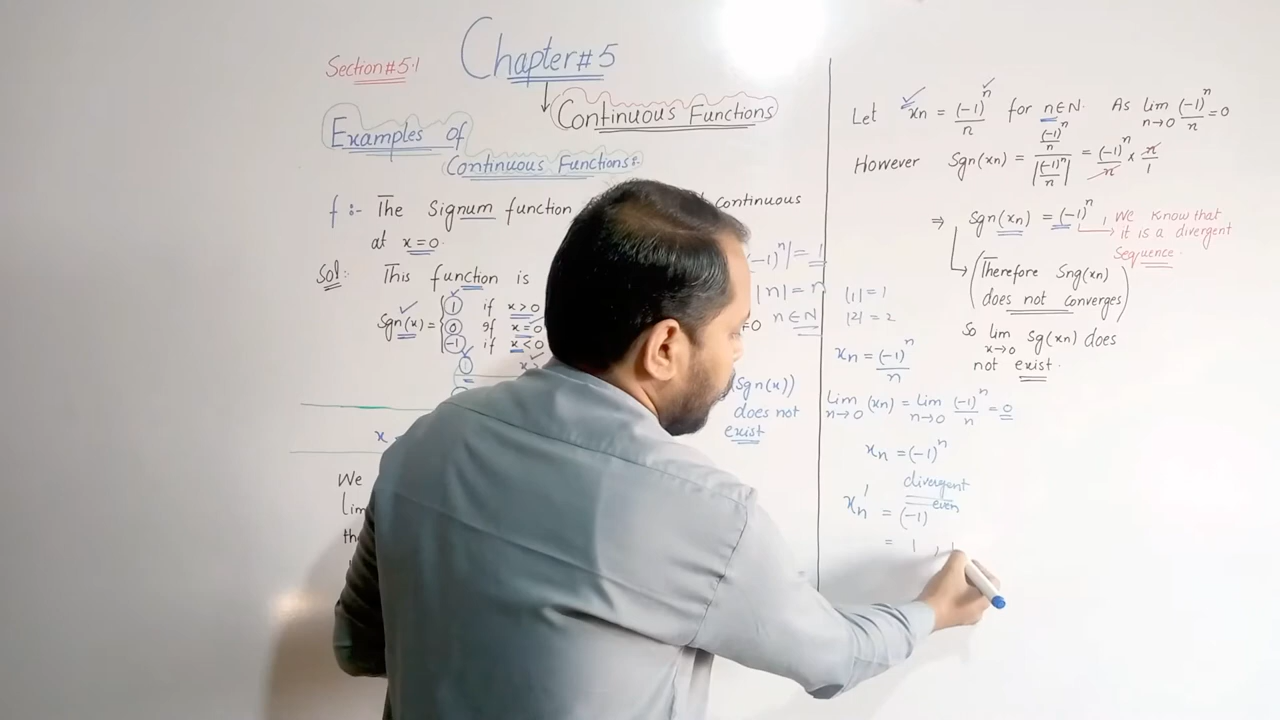 Section#5.1
Chapter#5
Continuous Functions
Examples of
Continuous Functions:-
f :- The Signum function
continuous
at x=0.
Sol: This function is
Sgn(x) = { 1 if x>0
0 if x=0
-1 if x<0
1
x
We
lim
-1)^n| = 1
|n| = n
n∈N
=0
(Sgn(x))
does not
exist
Let xn = (-1)^n/n for n∈N. As lim n→0 (-1)^n/n = 0
However Sgn(xn) = ((-1)^n/n)/|(-1)^n/n| = (-1)^n/n × n/1
⇒ Sgn(xn) = (-1)^n, We know that
it is a divergent
Sequence.
(Therefore Sng(xn)
does not converges)
So lim x→0 Sg(xn) does
not exist.
|1| = 1
|2| = 2
xn = (-1)^n/n
lim n→0 (xn) = lim n→0 (-1)^n/n = 0
xn = (-1)^n
divergent
x'n = (-1)^even
= 1 , 1